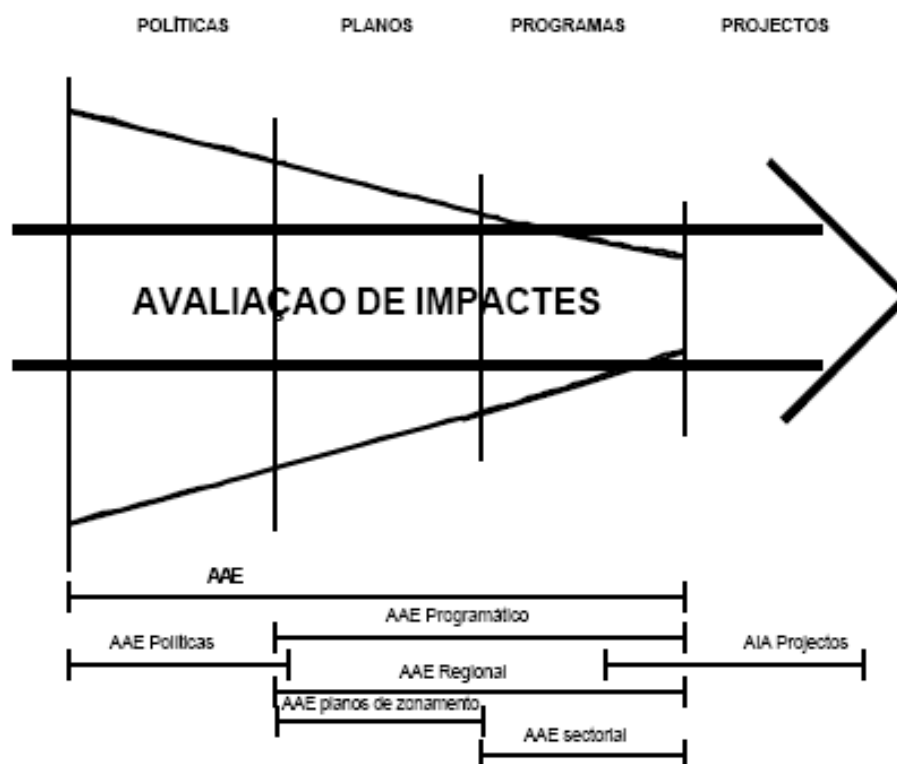 POLÍTICAS PLANOS PROGRAMAS PROJECTOS
AVALIAÇAO DE IMPACTES
AAE
AAE Programático
AAE Políticas AIA Projectos
AAE Regional
AAE planos de zonamento
AAE sectorial